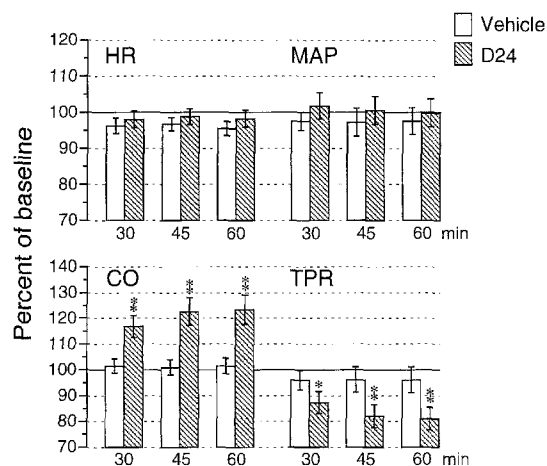 Vehicle
D24
Percent of baseline
HR MAP
120
110
100
90
80
70
30 45 60 30 45 60 min
CO TPR
140
130
120
110
100
90
80
70
** ** ** * ** **
30 45 60 30 45 60 min